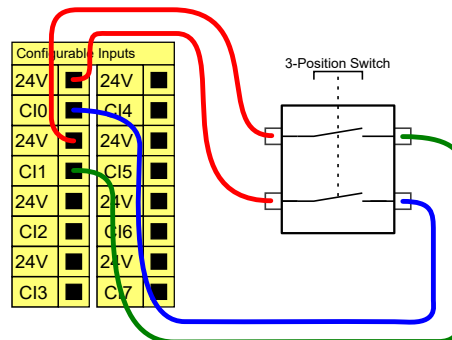 Configurable Inputs
3-Position Switch
24V 24V
CI0 CI4
24V 24V
CI1 CI5
24V 24V
CI2 CI6
24V 24V
CI3 CI7